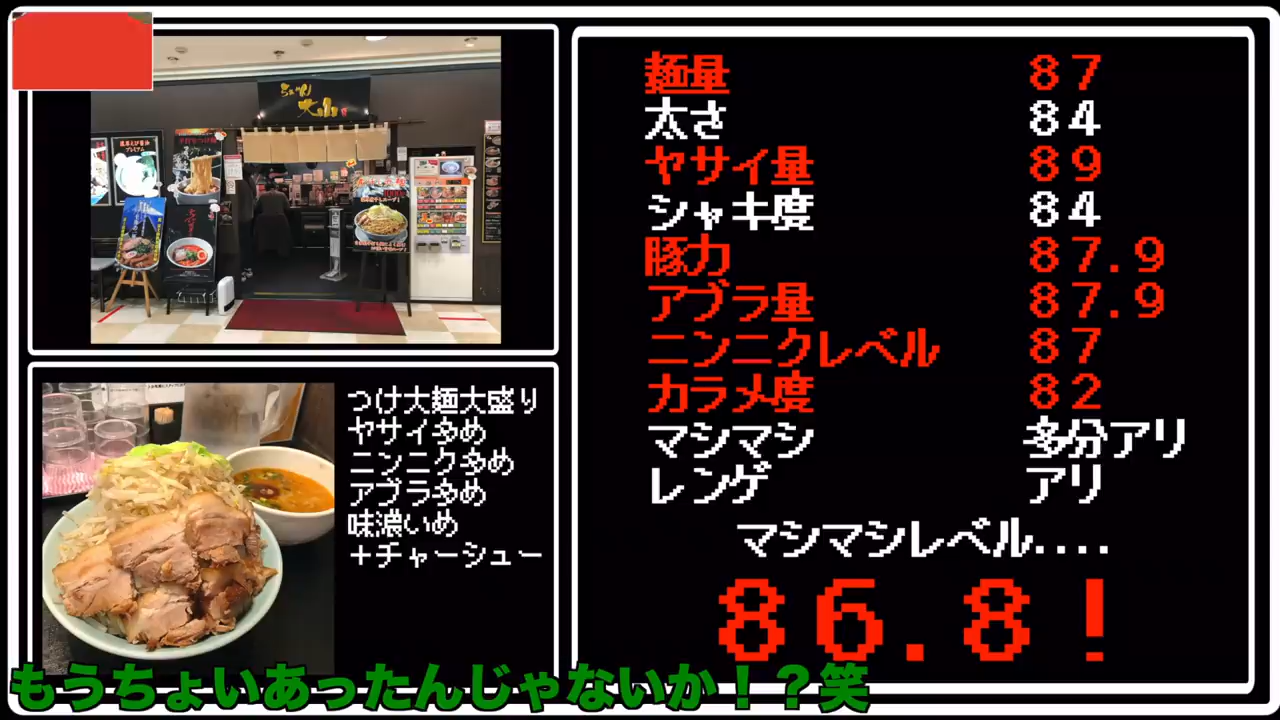 麺量 87
太さ 84
ヤサイ量 89
シャキ度 84
豚力 87.9
アブラ量 87.9
ニンニクレベル 87
カラメ度 82
マシマシ 多分アリ
レンゲ アリ
マシマシレベル....
86.8!
つけ大麺大盛り
ヤサイ多め
ニンニク多め
アブラ多め
味濃いめ
+チャーシュー
もうちょいあったんじゃないか!?笑